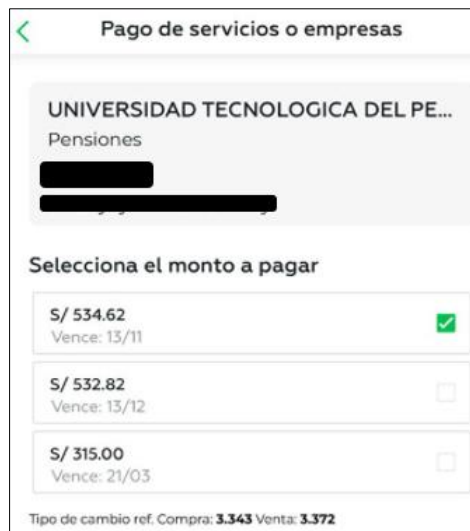 Pago de servicios o empresas
UNIVERSIDAD TECNOLOGICA DEL PE...
Pensiones
Selecciona el monto a pagar
S/ 534.62
Vence: 13/11
S/ 532.82
Vence: 13/12
S/ 315.00
Vence: 21/03
Tipo de cambio ref. Compra: 3.343 Venta: 3.372